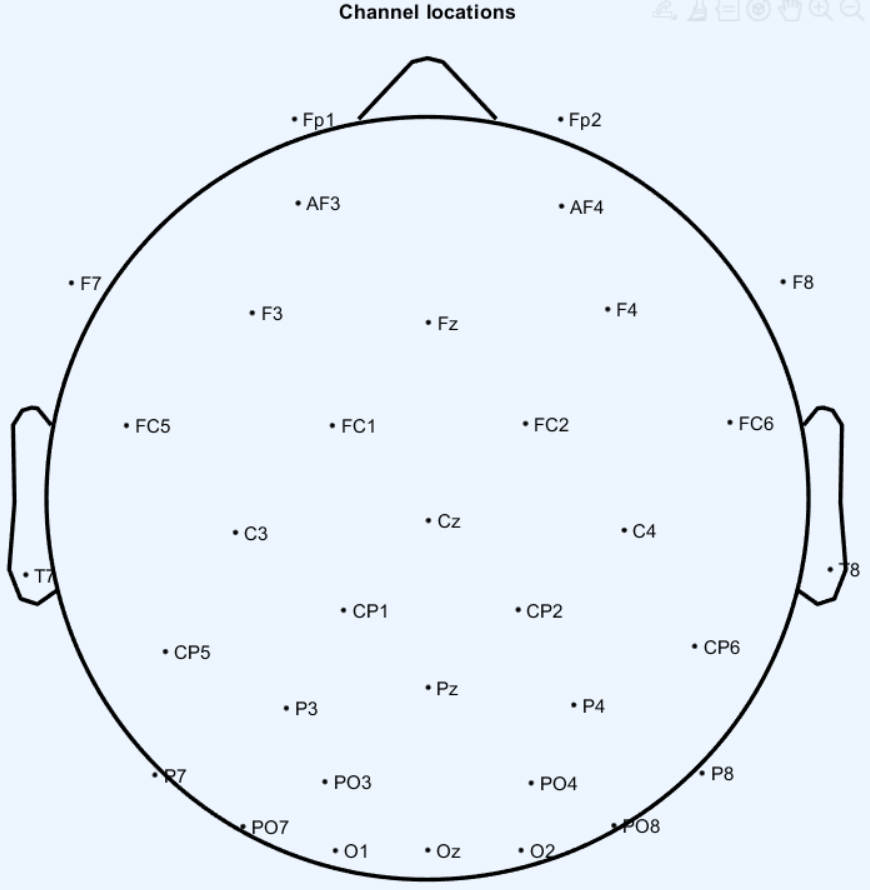 Channel locations
Fp1 Fp2
AF3 AF4
F7 F8
F3 Fz F4
FC5 FC1 FC2 FC6
C3 Cz C4
T7 T8
CP1 CP2
CP5 CP6
Pz
P3 P4
P7 P8
PO3 PO4
PO7 PO8
O1 Oz O2